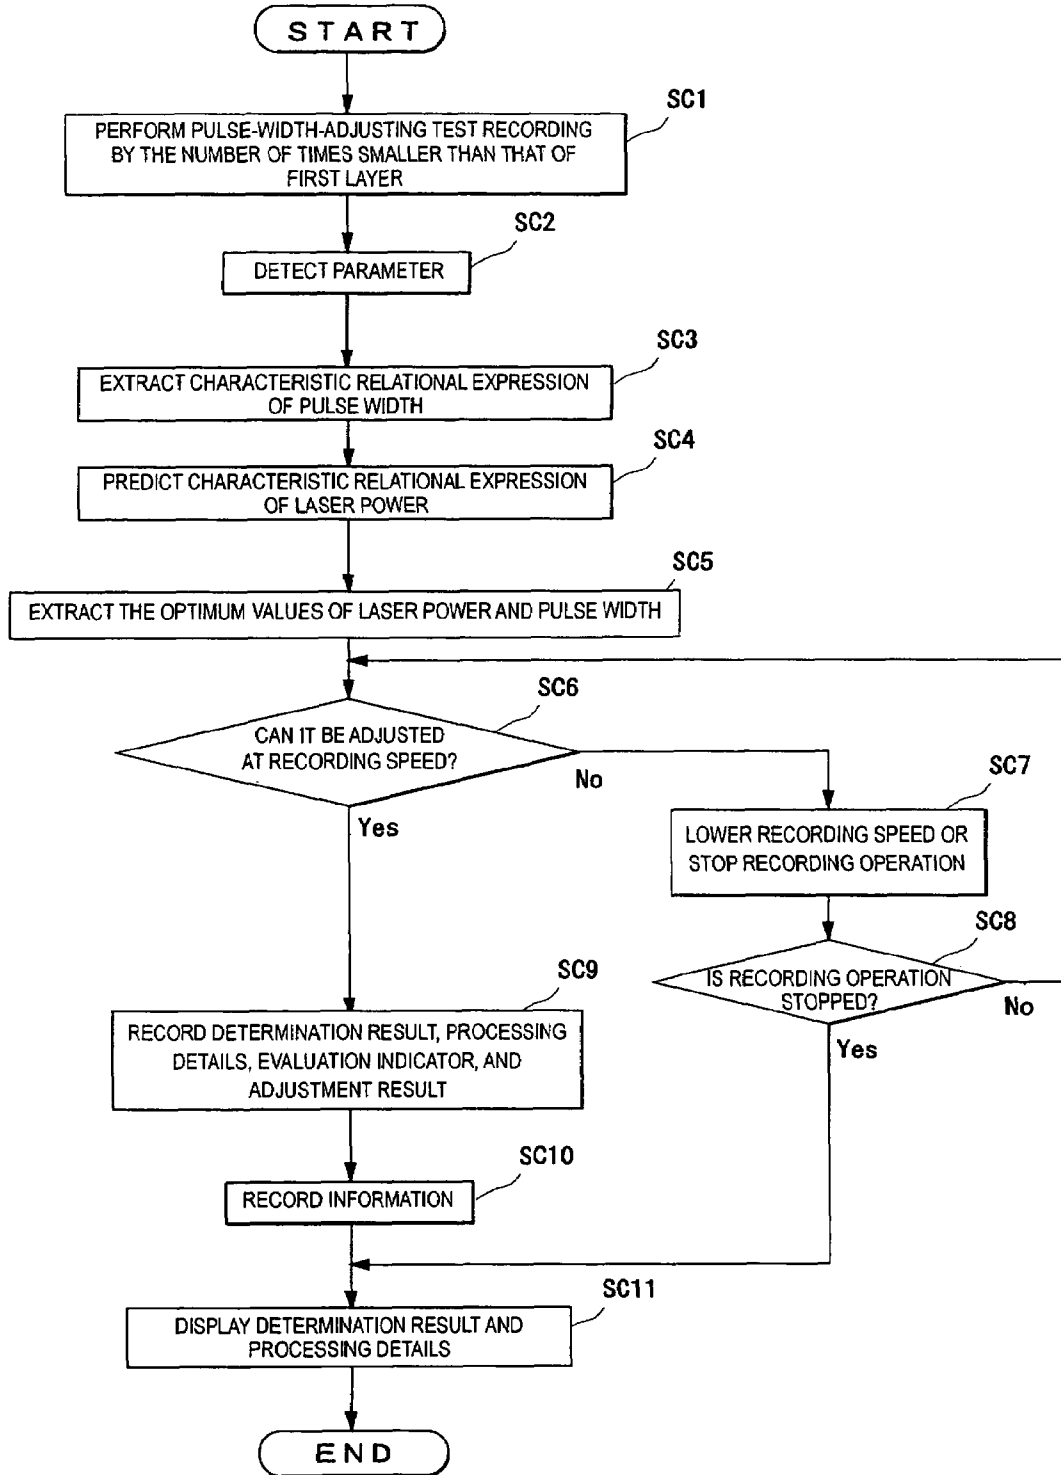 START
SC1
PERFORM PULSE-WIDTH-ADJUSTING TEST RECORDING
BY THE NUMBER OF TIMES SMALLER THAN THAT OF
FIRST LAYER
SC2
DETECT PARAMETER
SC3
EXTRACT CHARACTERISTIC RELATIONAL EXPRESSION
OF PULSE WIDTH
SC4
PREDICT CHARACTERISTIC RELATIONAL EXPRESSION
OF LASER POWER
SC5
EXTRACT THE OPTIMUM VALUES OF LASER POWER AND PULSE WIDTH
SC6
CAN IT BE ADJUSTED
AT RECORDING SPEED?
No
Yes
SC7
LOWER RECORDING SPEED OR
STOP RECORDING OPERATION
SC8
IS RECORDING OPERATION
STOPPED?
No
Yes
SC9
RECORD DETERMINATION RESULT, PROCESSING
DETAILS, EVALUATION INDICATOR, AND
ADJUSTMENT RESULT
SC10
RECORD INFORMATION
SC11
DISPLAY DETERMINATION RESULT AND
PROCESSING DETAILS
END